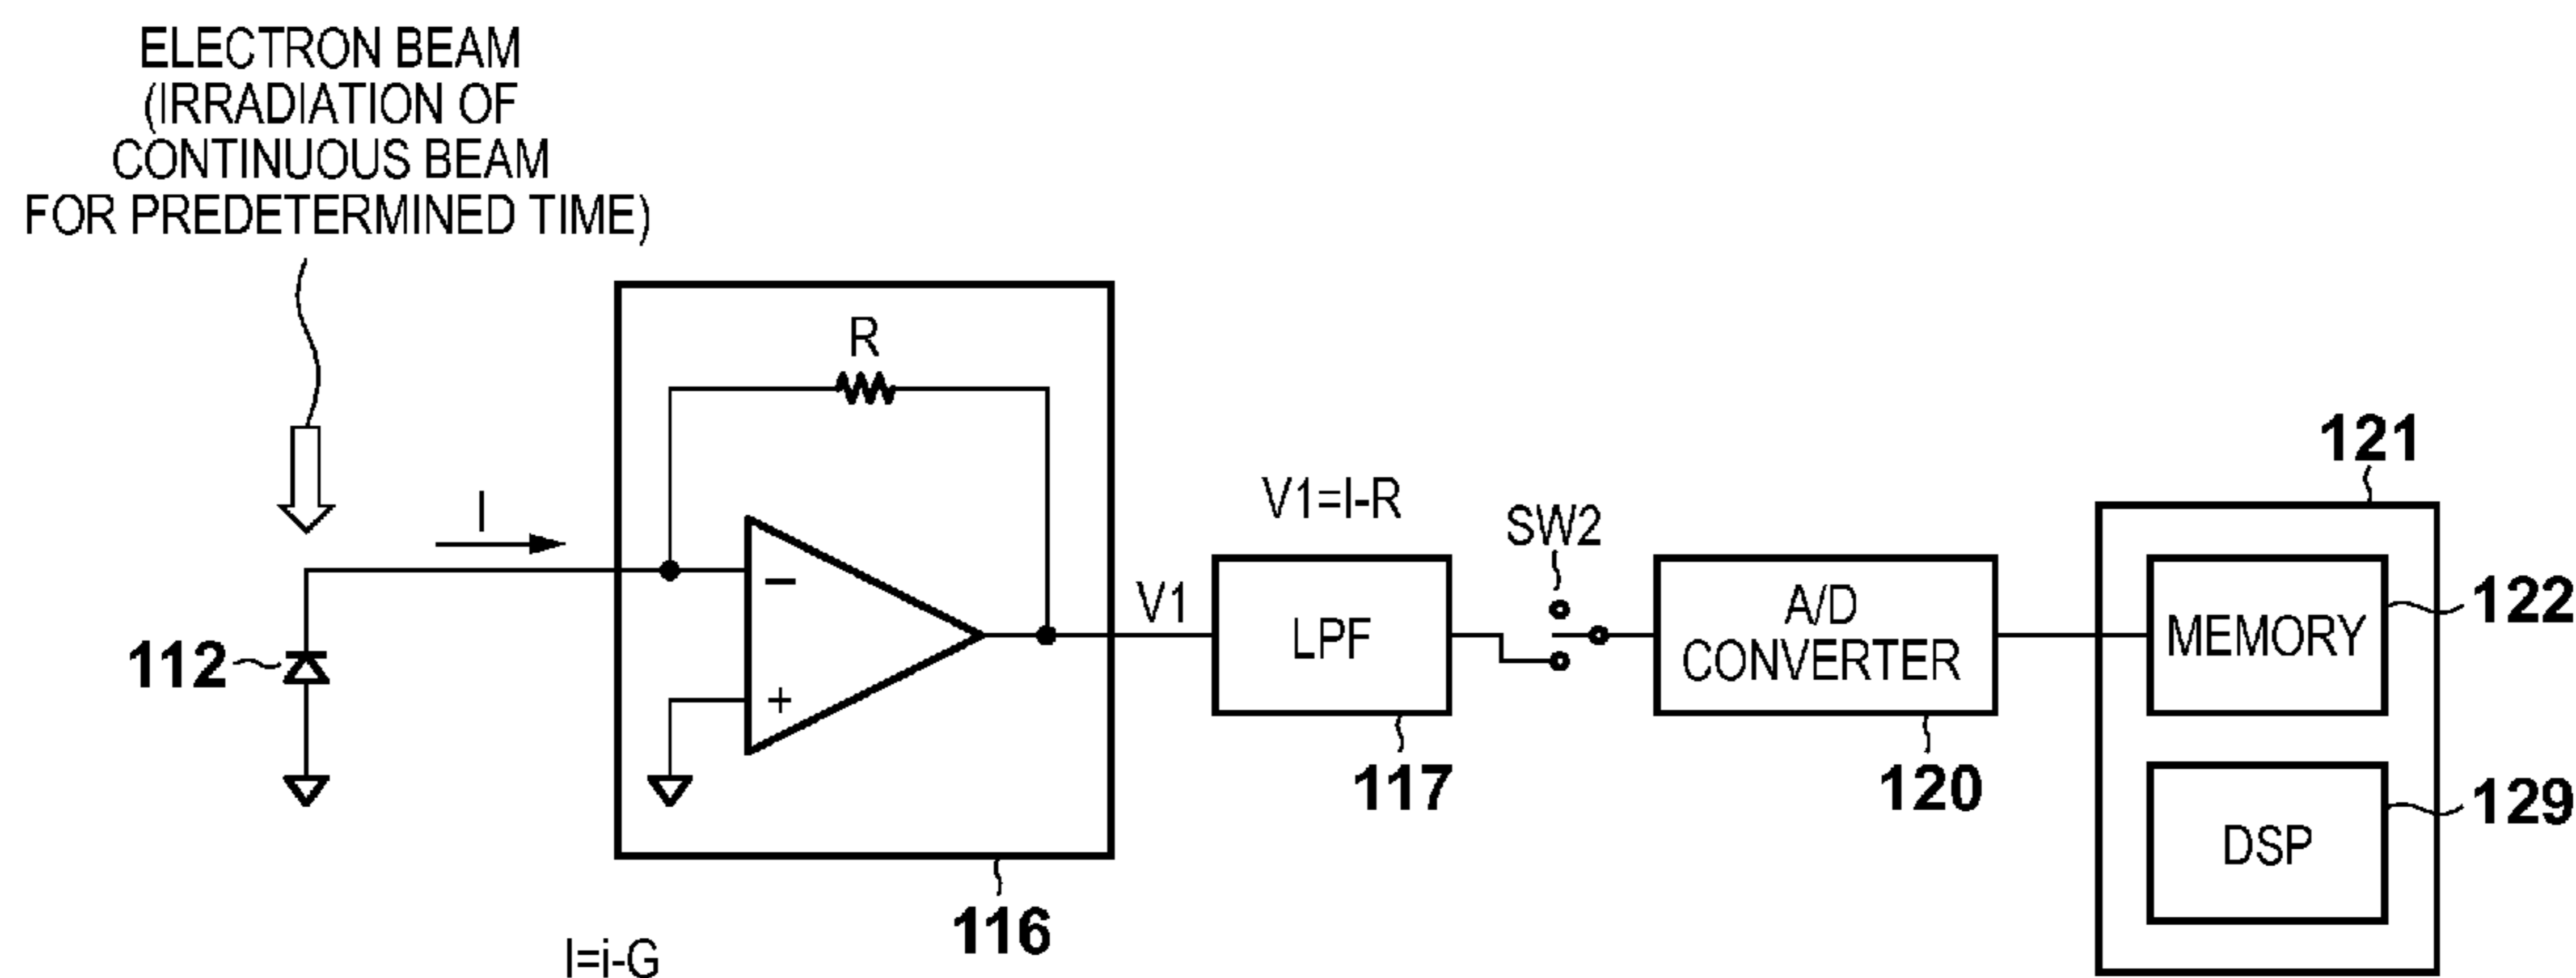 ELECTRON BEAM
(IRRADIATION OF
CONTINUOUS BEAM
FOR PREDETERMINED TIME)
I
R
−
+
112
116
I=i-G
V1
V1=I-R
LPF
117
SW2
A/D
CONVERTER
120
121
MEMORY
122
DSP
129